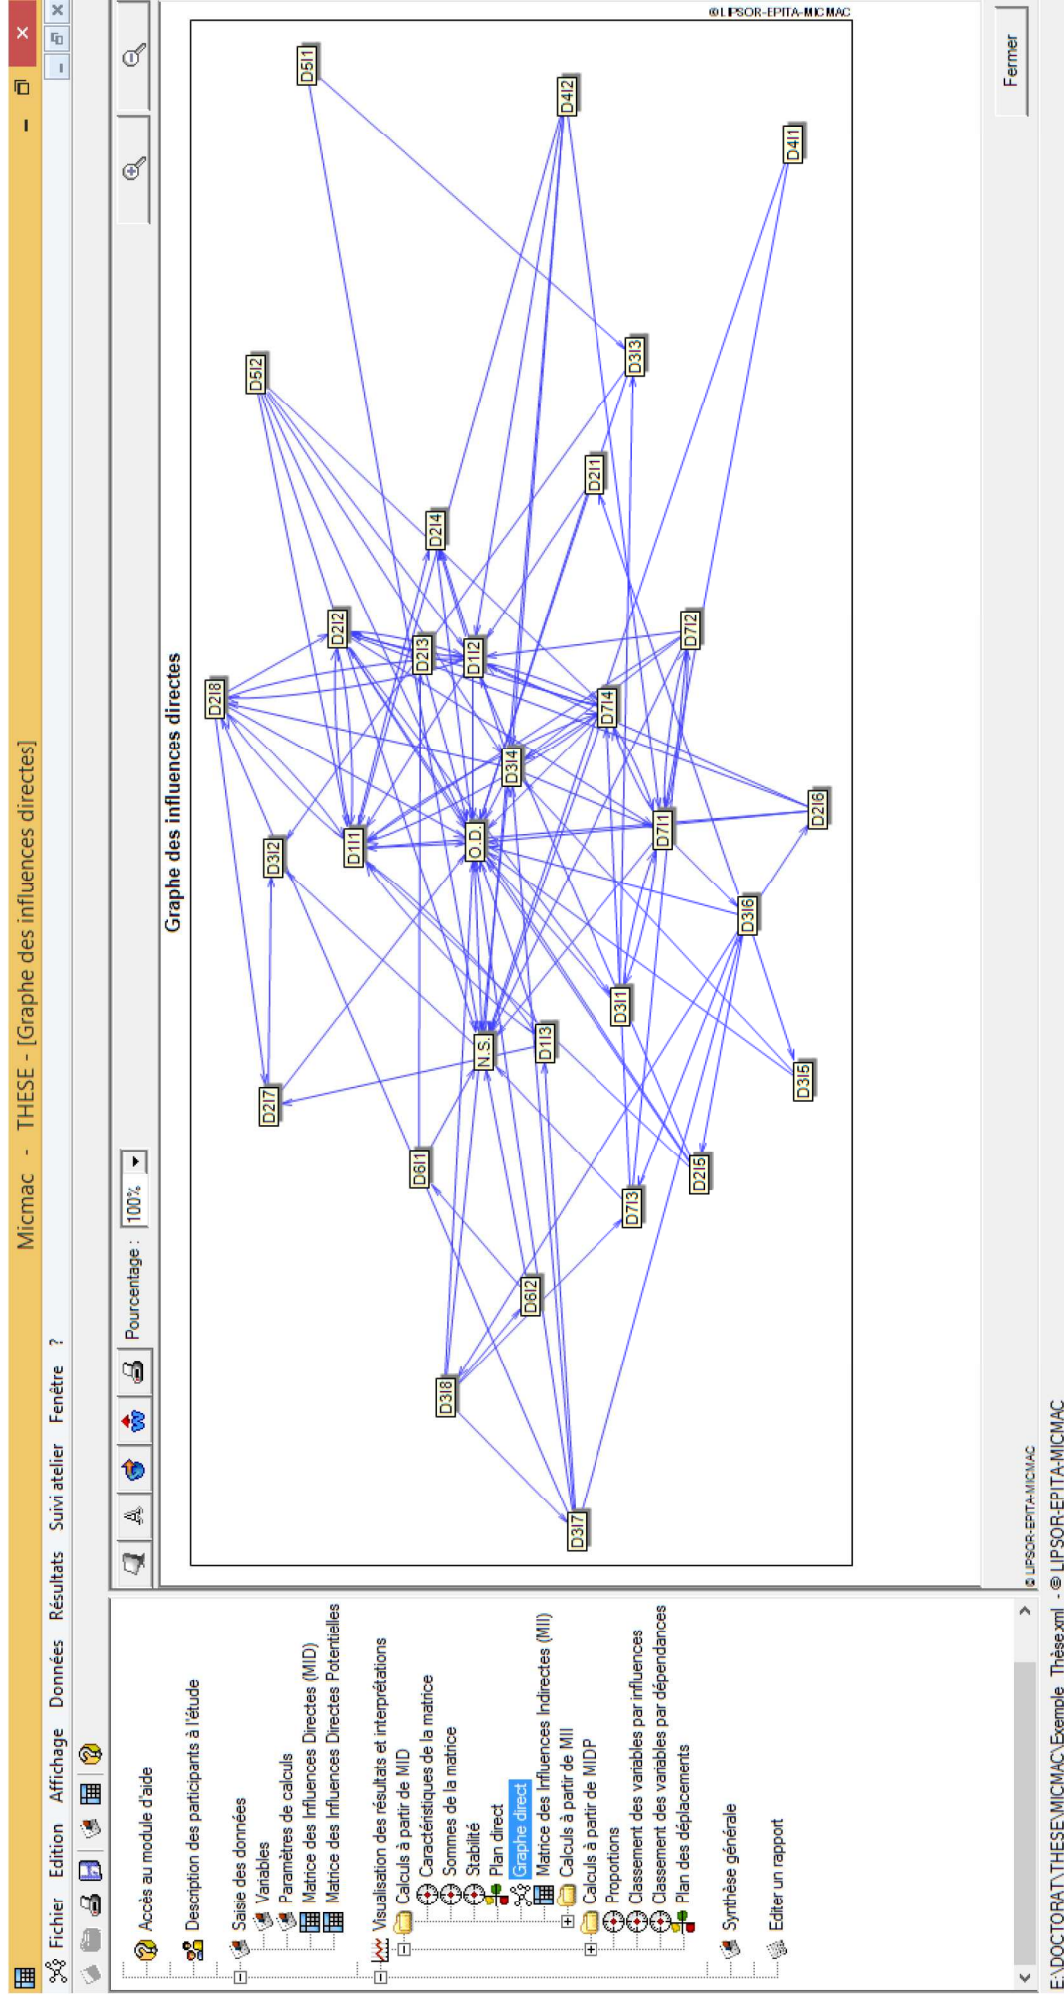 Micmac - THESE - [Graphe des influences directes]
Fichier Edition Affichage Données Résultats Suivi atelier Fenêtre ?
Accès au module d'aide
Description des participants à l'étude
Saisie des données
Variables
Paramètres de calculs
Matrice des Influences Directes (MID)
Matrice des Influences Directes Potentielles
Visualisation des résultats et interprétations
Calculs à partir de MID
Caractéristiques de la matrice
Sommes de la matrice
Stabilité
Plan direct
Graphe direct
Matrice des Influences Indirectes (MII)
Calculs à partir de MII
Calculs à partir de MIDP
Proportions
Classement des variables par influences
Classement des variables par dépendances
Plan des déplacements
Synthèse générale
Editer un rapport
Pourcentage : 100%
Graphe des influences directes
D2I8
D5I2
D5I1
D2I7
D3I2
D2I2
D1I1
D6I1
D2I3
D2I4
D3I8
N.S.
O.D.
D1I2
D6I2
D1I3
D3I4
D4I2
D3I7
D2I1
D7I3
D3I1
D7I4
D3I3
D2I5
D7I1
D7I2
D3I6
D3I5
D2I6
D4I1
© LIPSOR-EPITA-MICMAC
Fermer
© LIPSOR-EPITA-MICMAC
E:\DOCTORAT\THESE\MICMAC\Exemple_Thèse.xml - © LIPSOR-EPITA-MICMAC